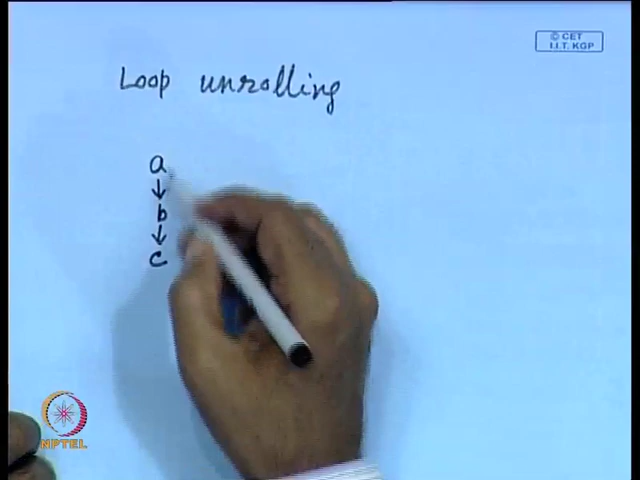 © CET
I.I.T. KGP
Loop unrolling
a
↓
b
↓
c
NPTEL